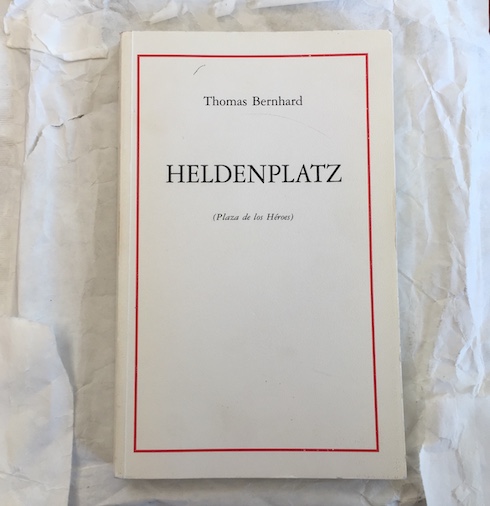 Thomas Bernhard
HELDENPLATZ
(Plaza de los Héroes)